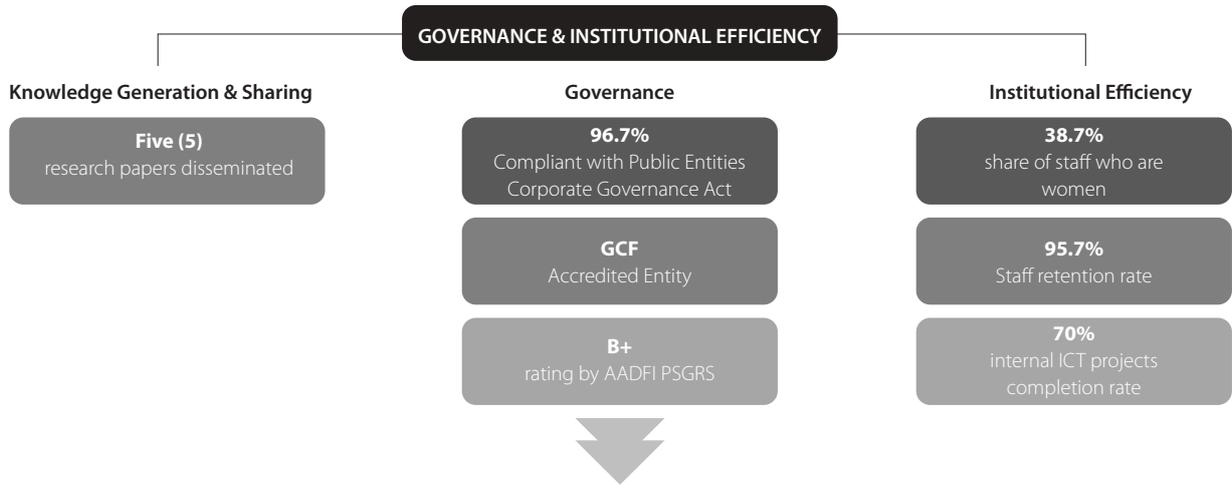 GOVERNANCE & INSTITUTIONAL EFFICIENCY
Knowledge Generation & Sharing
Five (5)
research papers disseminated
Governance
96.7%
Compliant with Public Entities
Corporate Governance Act
GCF
Accredited Entity
B+
rating by AADFI PSGRS
Institutional Efficiency
38.7%
share of staff who are
women
95.7%
Staff retention rate
70%
internal ICT projects
completion rate